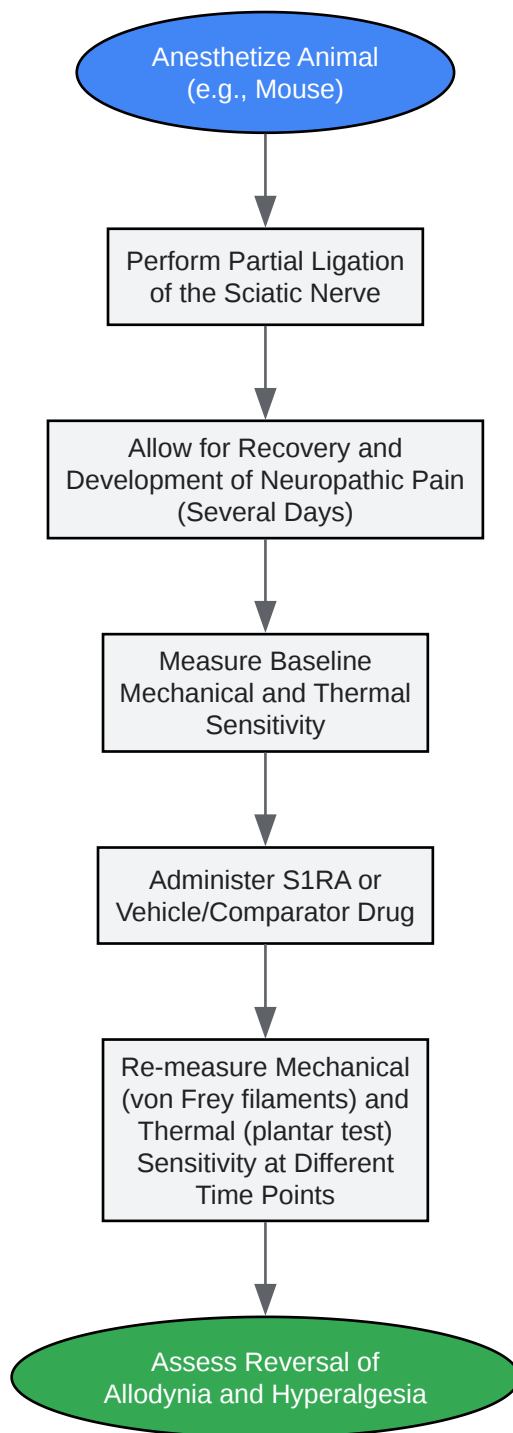 Anesthetize Animal
(e.g., Mouse)
Perform Partial Ligation
of the Sciatic Nerve
Allow for Recovery and
Development of Neuropathic Pain
(Several Days)
Measure Baseline
Mechanical and Thermal
Sensitivity
Administer S1RA or
Vehicle/Comparator Drug
Re-measure Mechanical
(von Frey filaments) and
Thermal (plantar test)
Sensitivity at Different
Time Points
Assess Reversal of
Allodynia and Hyperalgesia